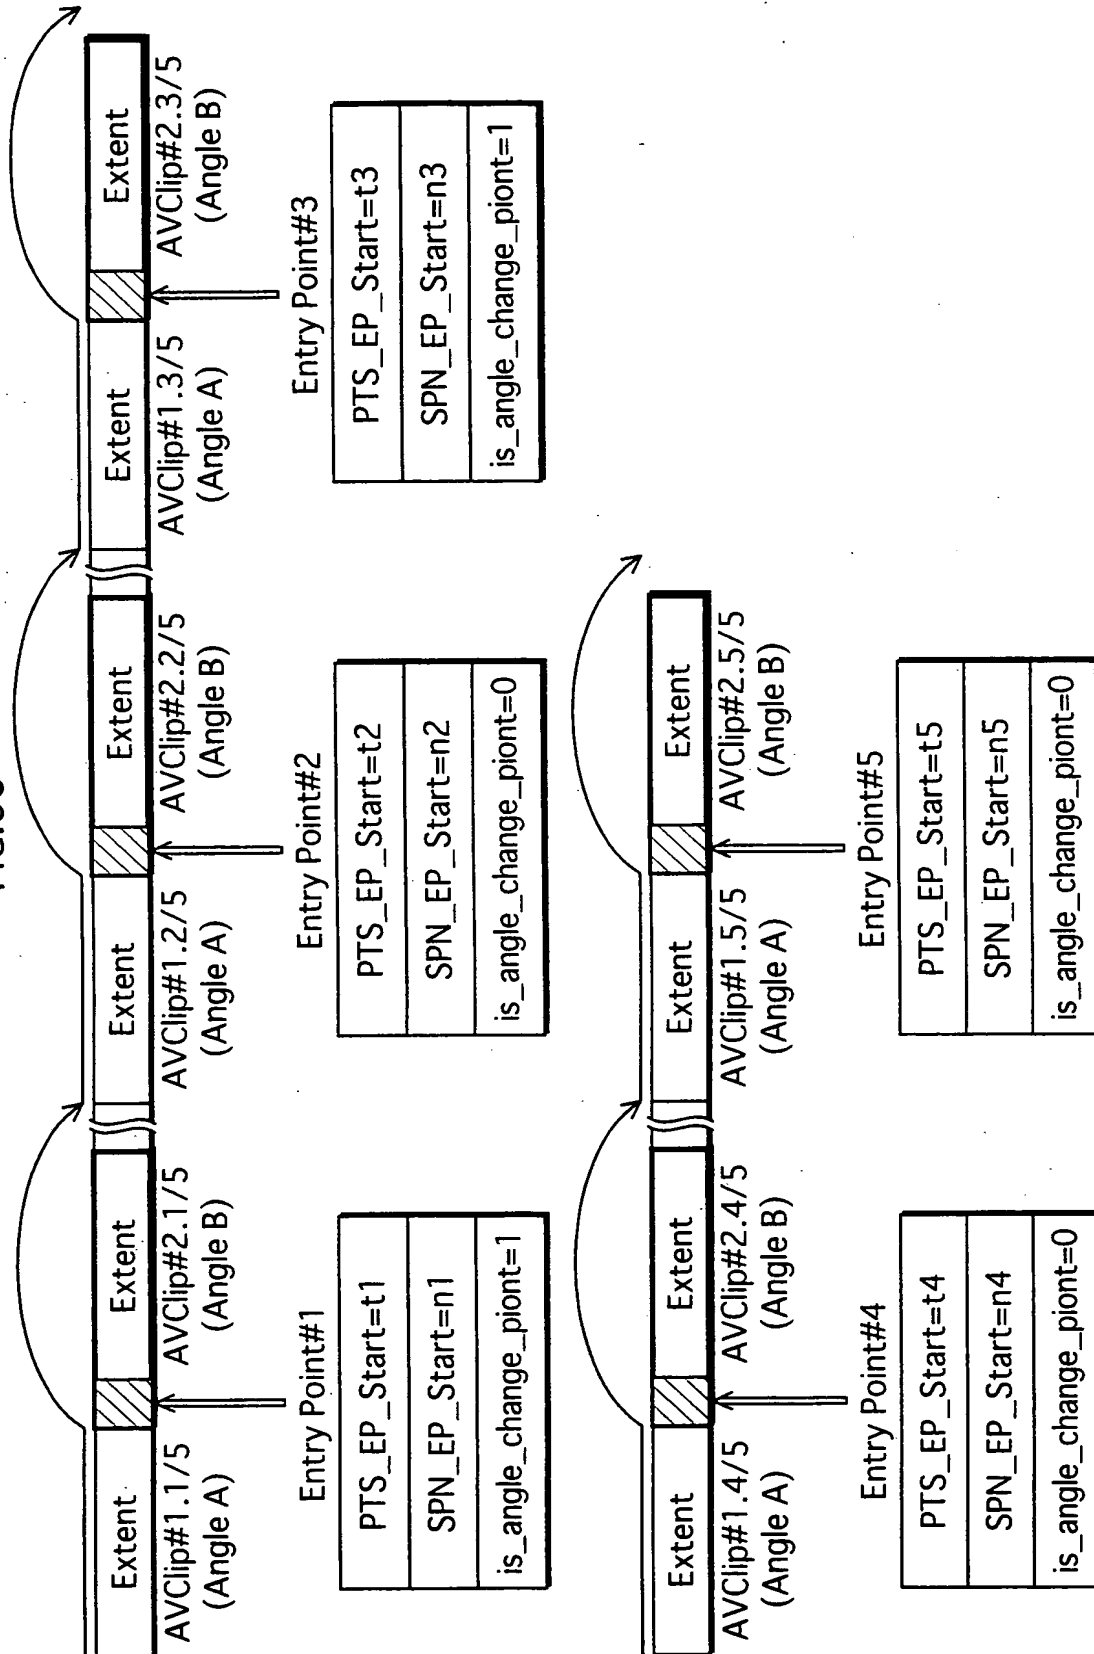 Extent
Extent
Extent
Extent
Extent
Extent
AVClip#1.1/5
(Angle A)
AVClip#2.1/5
(Angle B)
AVClip#1.2/5
(Angle A)
AVClip#2.2/5
(Angle B)
AVClip#1.3/5
(Angle A)
AVClip#2.3/5
(Angle B)
Entry Point#1
PTS_EP_Start=t1
SPN_EP_Start=n1
is_angle_change_piont=1
Entry Point#2
PTS_EP_Start=t2
SPN_EP_Start=n2
is_angle_change_piont=0
Entry Point#3
PTS_EP_Start=t3
SPN_EP_Start=n3
is_angle_change_piont=1
Extent
Extent
Extent
Extent
AVClip#1.4/5
(Angle A)
AVClip#2.4/5
(Angle B)
AVClip#1.5/5
(Angle A)
AVClip#2.5/5
(Angle B)
Entry Point#4
PTS_EP_Start=t4
SPN_EP_Start=n4
is_angle_change_piont=0
Entry Point#5
PTS_EP_Start=t5
SPN_EP_Start=n5
is_angle_change_piont=0